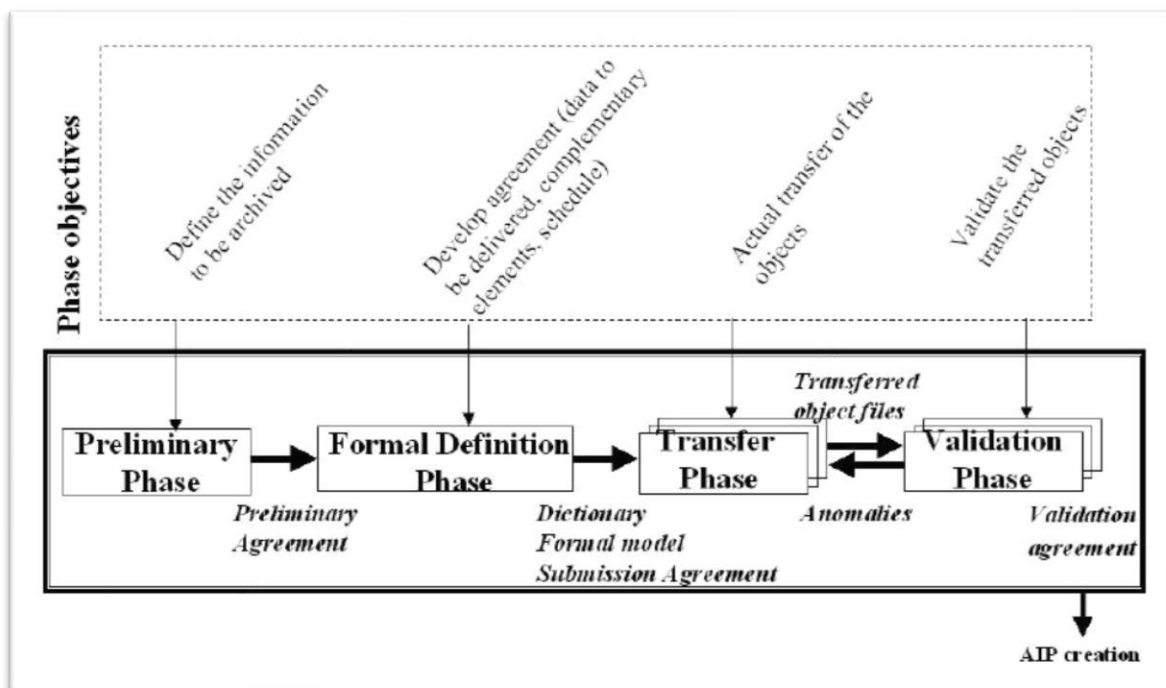 Phase objectives
Define the information
to be archived
Develop agreement (data to
be delivered, complementary
elements, schedule)
Actual transfer of the
objects
Validate the
transferred objects
Transferred
object files
Preliminary
Phase
Formal Definition
Phase
Transfer
Phase
Validation
Phase
Preliminary
Agreement
Dictionary
Formal model
Submission Agreement
Anomalies
Validation
agreement
AIP creation